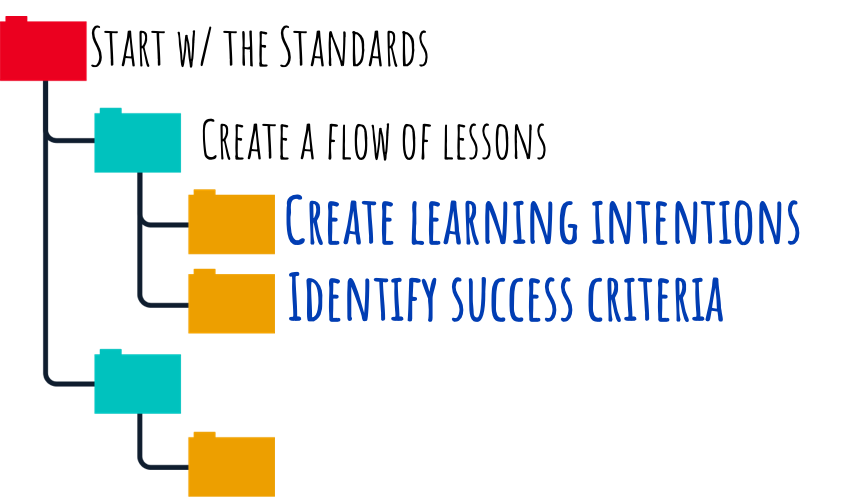 Start w/ the Standards
Create a flow of lessons
Create learning intentions
Identify success criteria